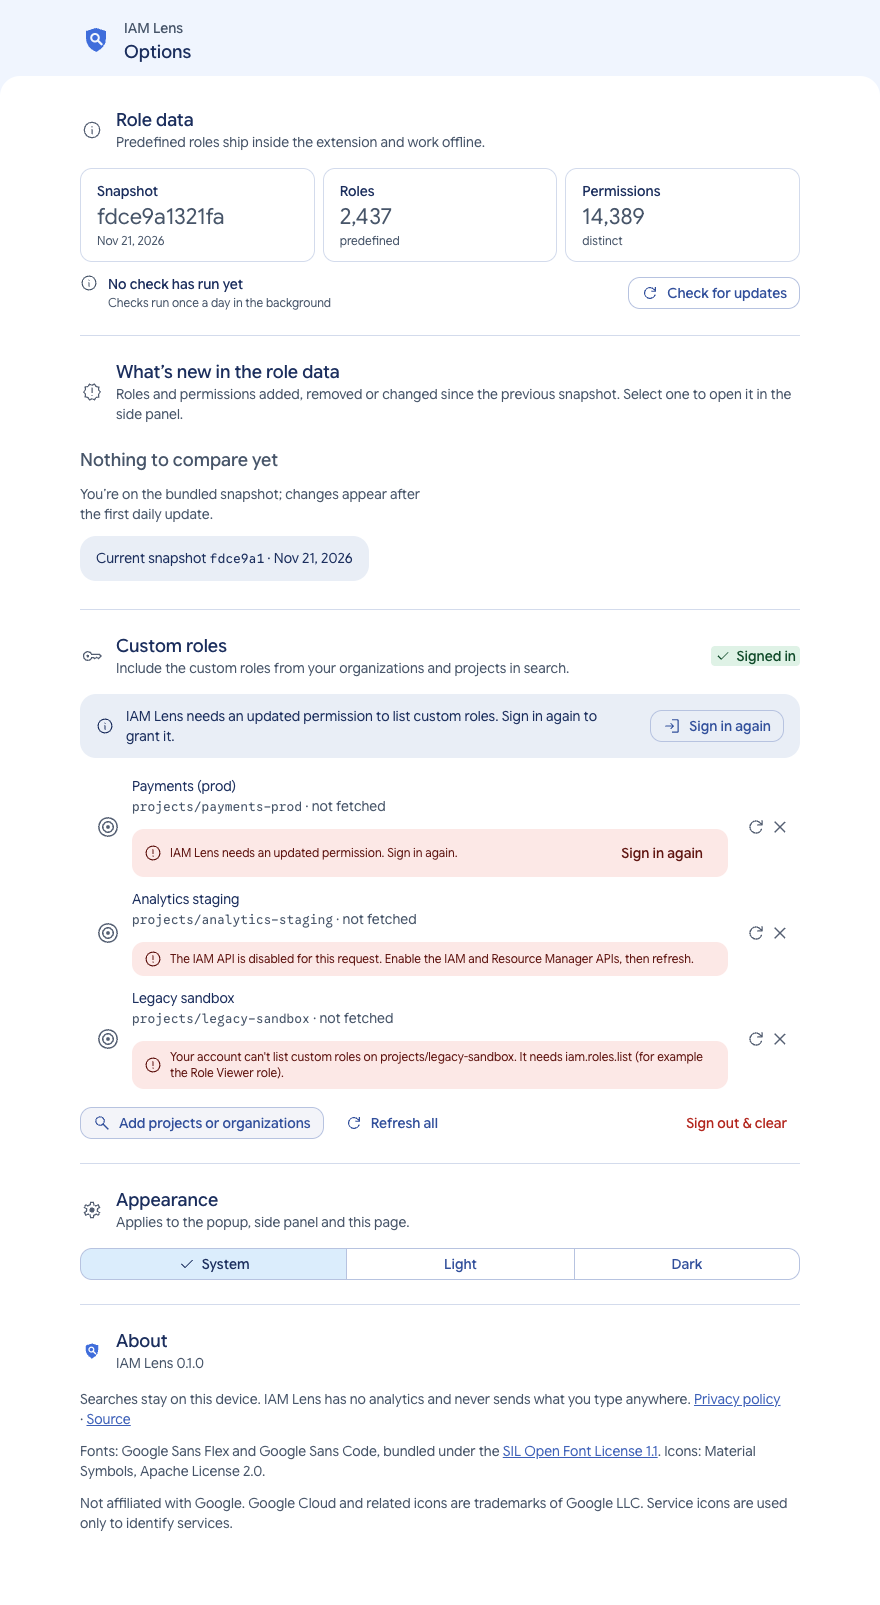 IAM Lens
Options
Role data
Predefined roles ship inside the extension and work offline.
Snapshot
fdce9a1321fa
Nov 21, 2026
Roles
2,437
predefined
Permissions
14,389
distinct
No check has run yet
Checks run once a day in the background
Check for updates
What’s new in the role data
Roles and permissions added, removed or changed since the previous snapshot. Select one to open it in the
side panel.
Nothing to compare yet
You’re on the bundled snapshot; changes appear after
the first daily update.
Current snapshot fdce9a1 · Nov 21, 2026
Custom roles
Include the custom roles from your organizations and projects in search.
Signed in
IAM Lens needs an updated permission to list custom roles. Sign in again to
grant it.
Sign in again
Payments (prod)
projects/payments-prod · not fetched
IAM Lens needs an updated permission. Sign in again.
Sign in again
Analytics staging
projects/analytics-staging · not fetched
The IAM API is disabled for this request. Enable the IAM and Resource Manager APIs, then refresh.
Legacy sandbox
projects/legacy-sandbox · not fetched
Your account can't list custom roles on projects/legacy-sandbox. It needs iam.roles.list (for example
the Role Viewer role).
Add projects or organizations
Refresh all
Sign out & clear
Appearance
Applies to the popup, side panel and this page.
System
Light
Dark
About
IAM Lens 0.1.0
Searches stay on this device. IAM Lens has no analytics and never sends what you type anywhere. Privacy policy
· Source
Fonts: Google Sans Flex and Google Sans Code, bundled under the SIL Open Font License 1.1. Icons: Material
Symbols, Apache License 2.0.
Not affiliated with Google. Google Cloud and related icons are trademarks of Google LLC. Service icons are used
only to identify services.